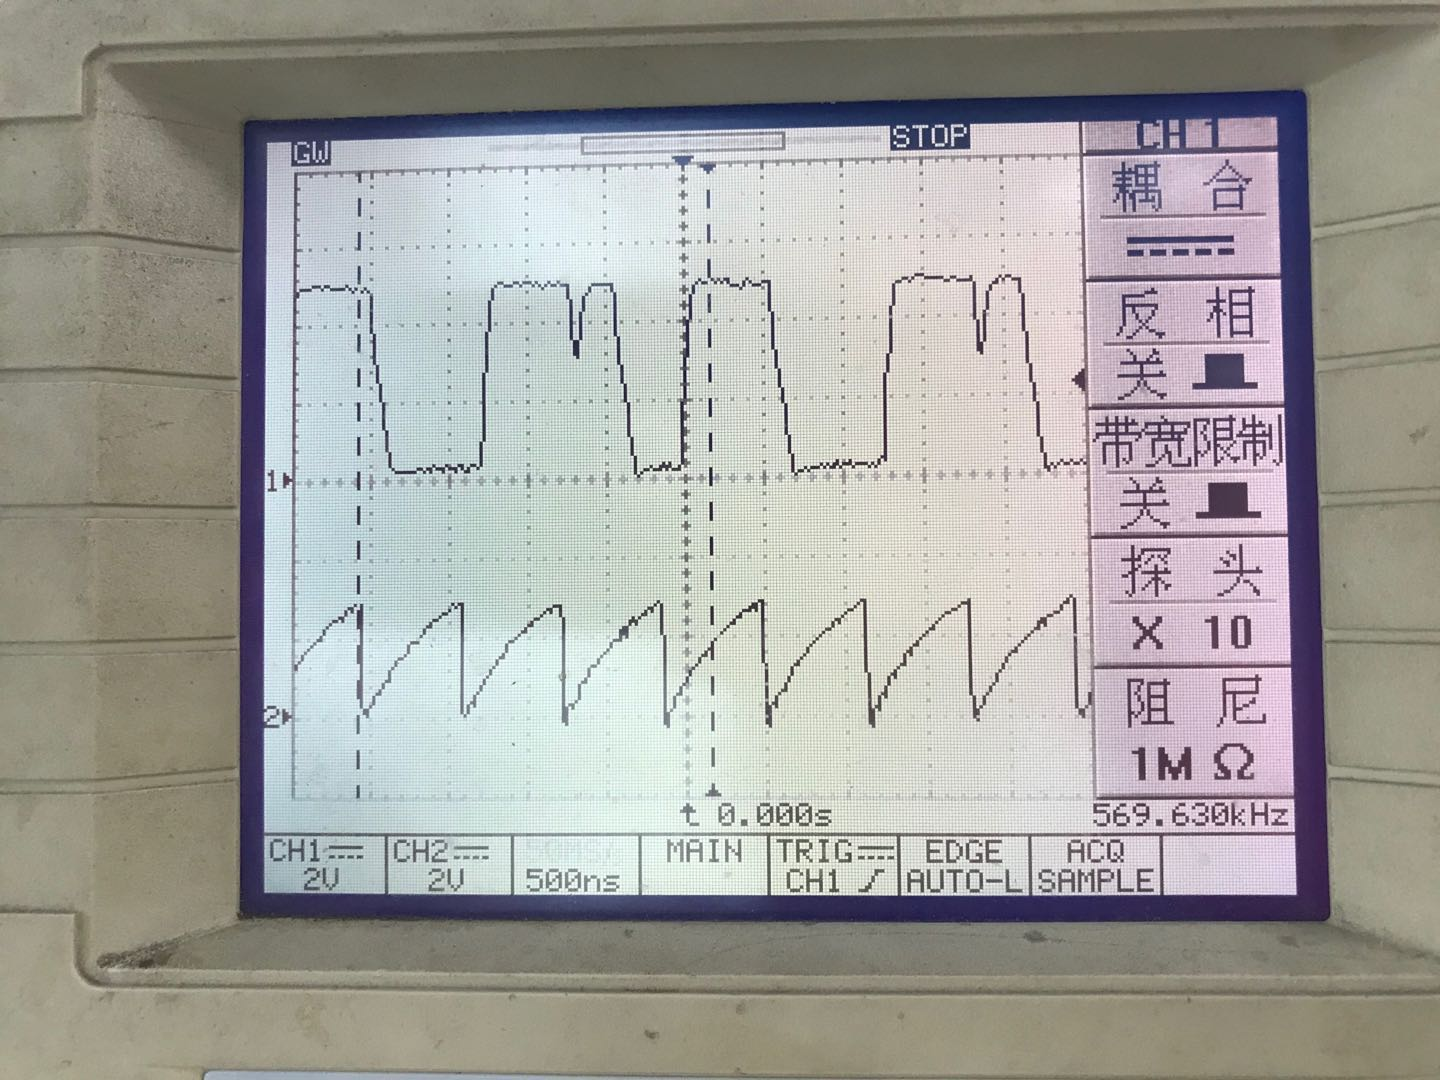 GW
STOP
CH 1
耦 合
反 相
关
带宽限制
关
探头
X 10
阻 尼
1M Ω
1
2
t 0.000s
569.630kHz
CH1 CH2 MAIN TRIG EDGE ACQ
2V 2V 500ns CH1 AUTO-L SAMPLE